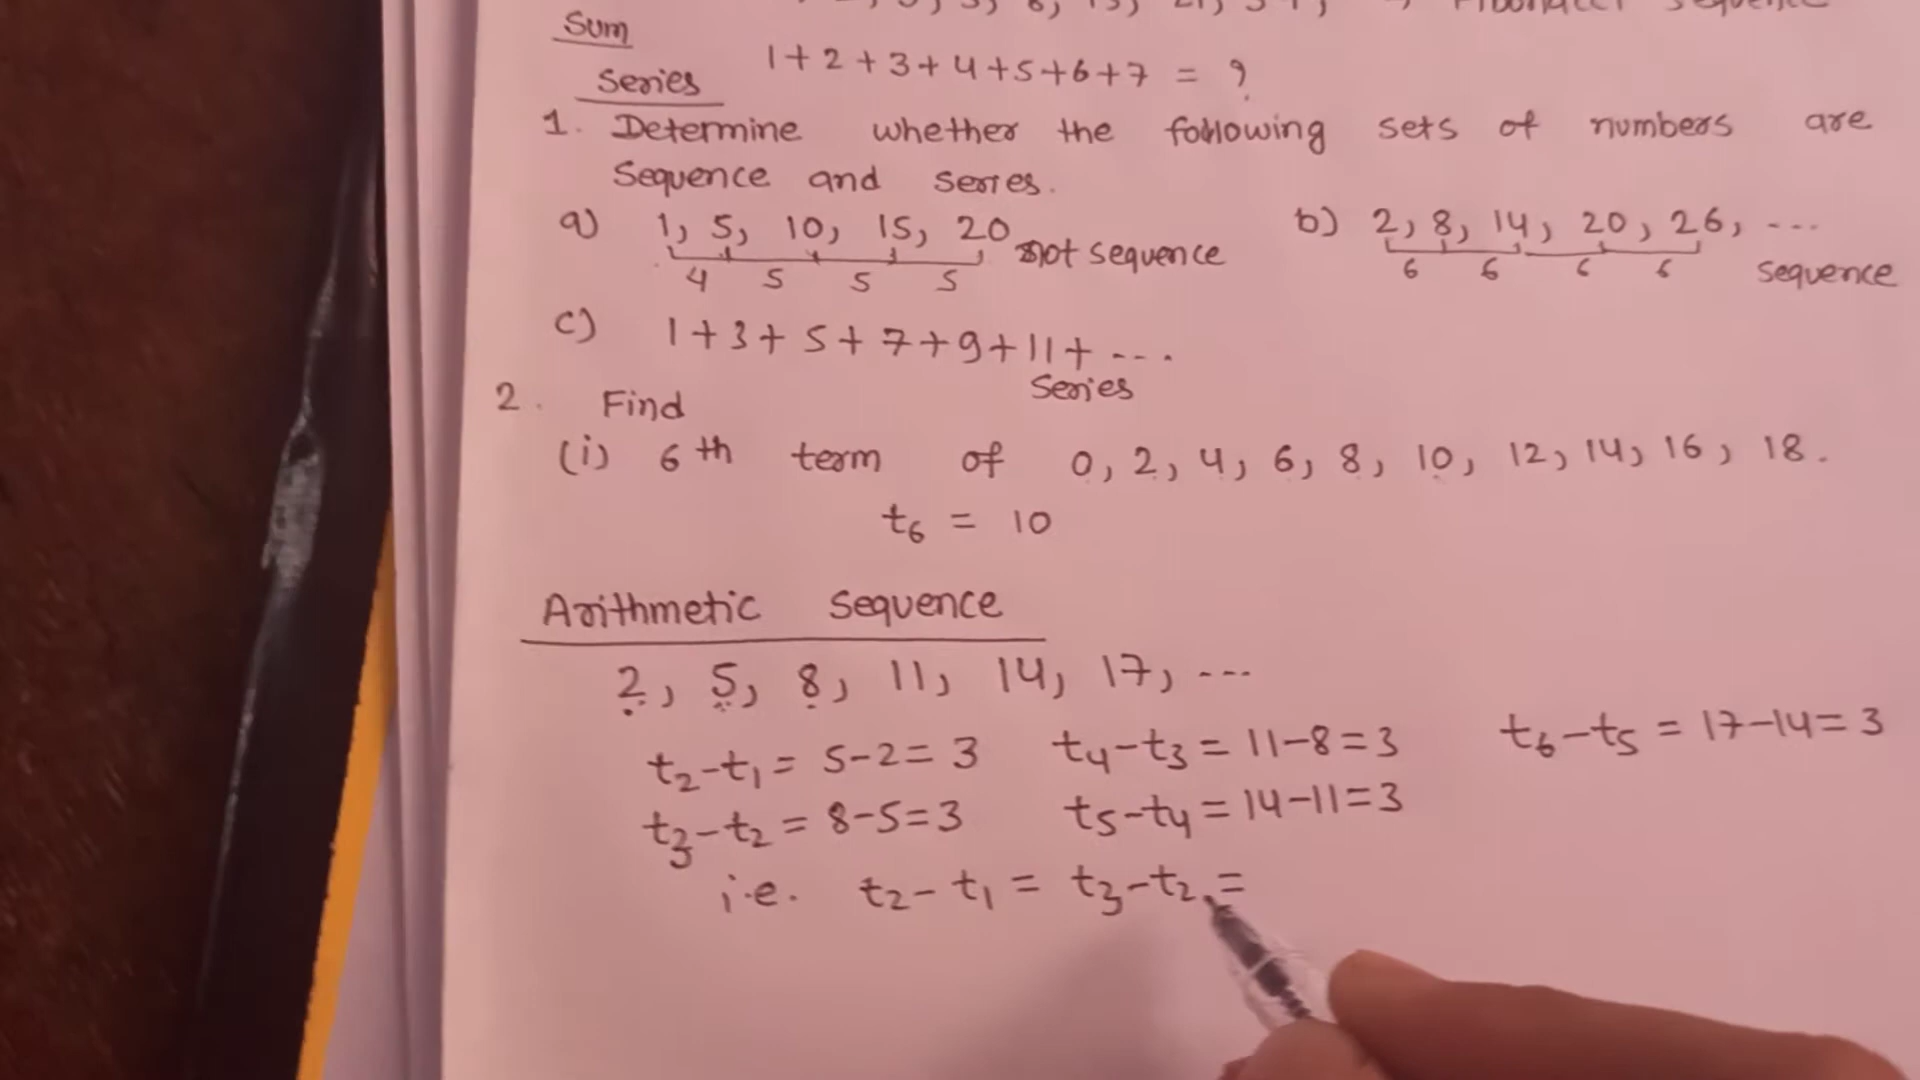 Sum
Series 1+2+3+4+5+6+7 = ?
1. Determine whether the following sets of numbers are
Sequence and series.
a) 1, 5, 10, 15, 20 not sequence
4 5 5 5
b) 2, 8, 14, 20, 26, ...
6 6 6 6 sequence
c) 1+3+5+7+9+11+ ...
Series
2. Find
(i) 6th term of 0, 2, 4, 6, 8, 10, 12, 14, 16, 18.
t6 = 10
Arithmetic sequence
2, 5, 8, 11, 14, 17, ...
t2-t1 = 5-2=3 t4-t3 = 11-8=3 t6-t5 = 17-14=3
t3-t2 = 8-5=3 t5-t4 = 14-11=3
i.e. t2-t1 = t3-t2 =